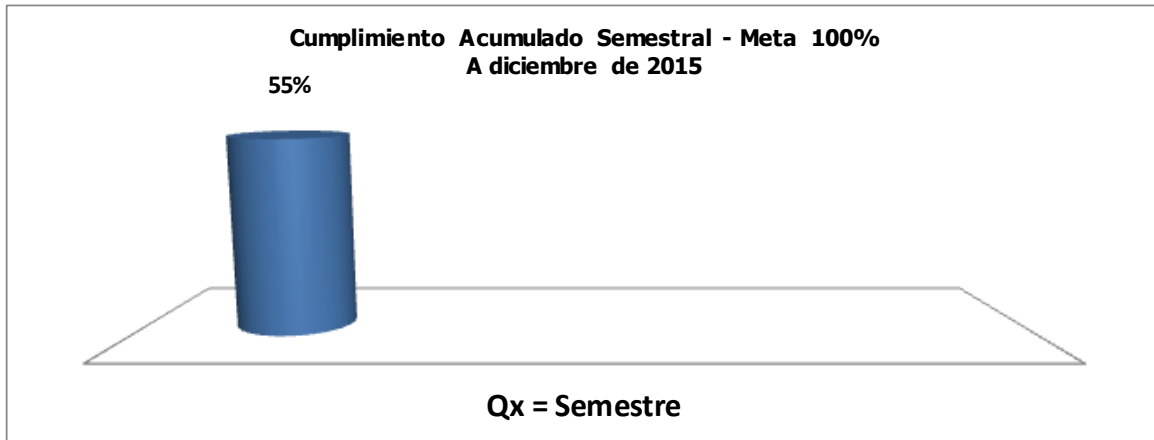 Cumplimiento Acumulado Semestral - Meta 100%
A diciembre de 2015
55%
Qx = Semestre